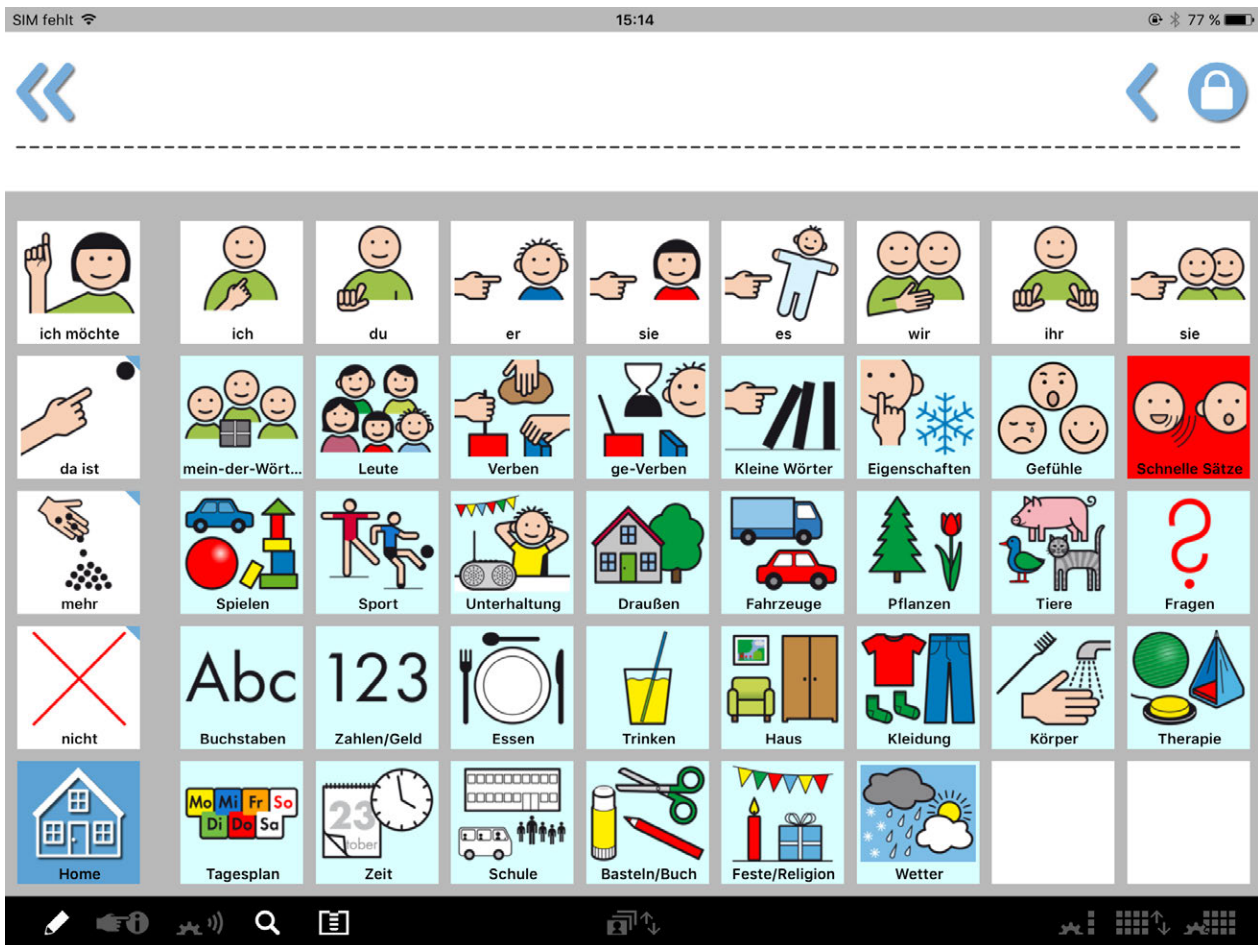 SIM fehlt 15:14 77 %
ich möchte ich du er sie es wir ihr sie
da ist mein-der-Wört... Leute Verben ge-Verben Kleine Wörter Eigenschaften Gefühle Schnelle Sätze
mehr Spielen Sport Unterhaltung Draußen Fahrzeuge Pflanzen Tiere Fragen
?
Abc 123
nicht Buchstaben Zahlen/Geld Essen Trinken Haus Kleidung Körper Therapie
Mo Mi Fr So
Di Do Sa
23
tober
Home Tagesplan Zeit Schule Basteln/Buch Feste/Religion Wetter